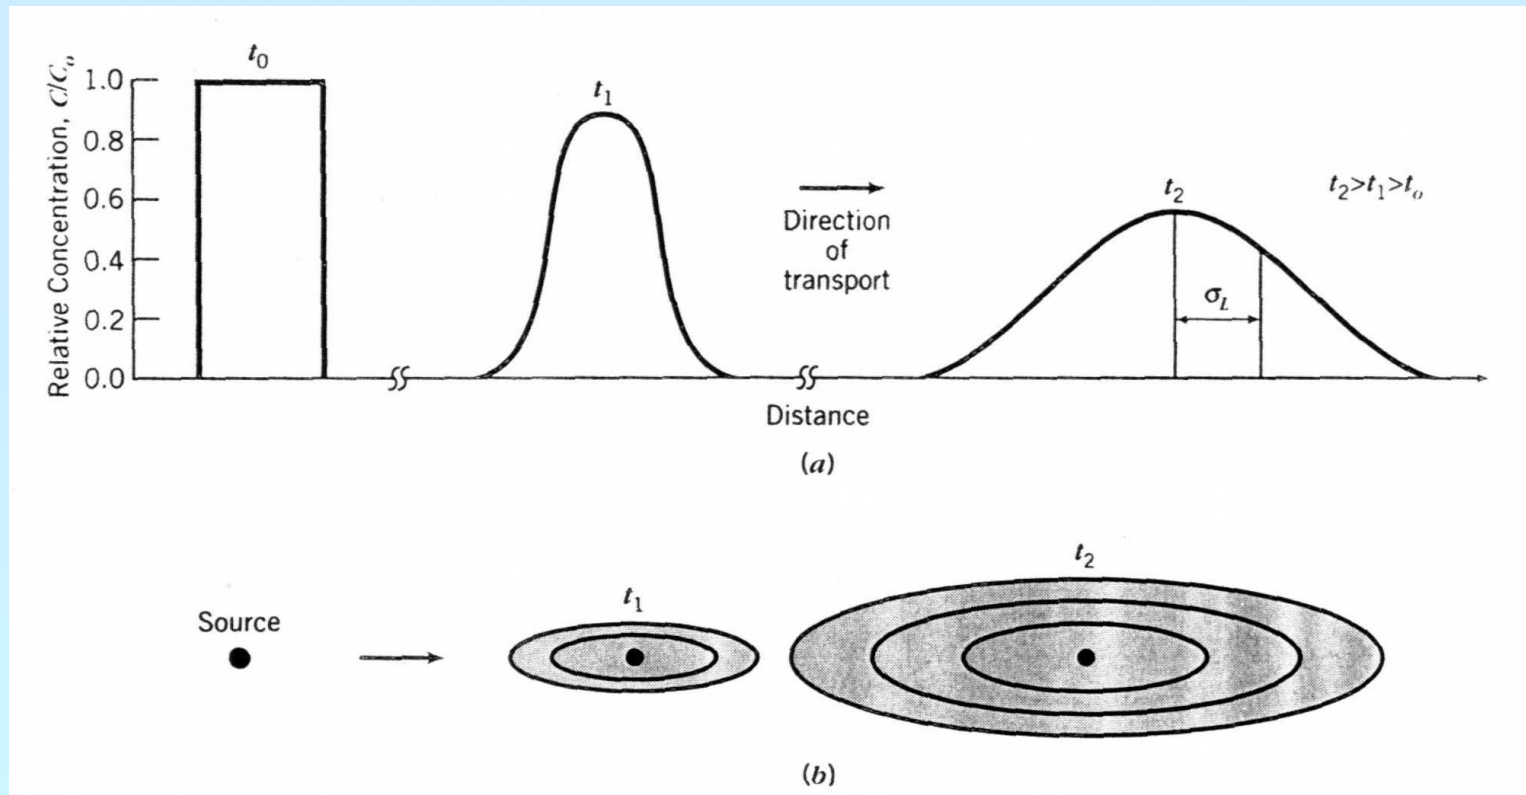 Relative Concentration, C/Cₒ
1.0
0.8
0.6
0.4
0.2
0.0
t₀
t₁
Direction
of
transport
t₂
σL
t₂>t₁>tₒ
Distance
(a)
Source
t₁
t₂
(b)